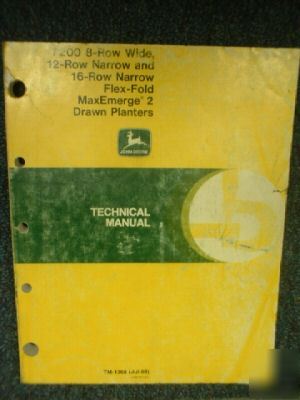 7200 8-Row Wide,
12-Row Narrow and
16-Row Narrow
Flex-Fold
MaxEmerge® 2
Drawn Planters
JOHN DEERE
TECHNICAL
MANUAL